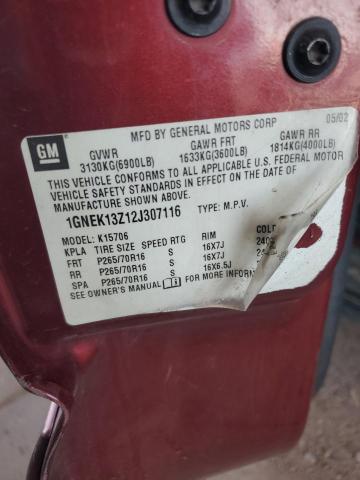 GM
MFD BY GENERAL MOTORS CORP 05/02
GVWR GAWR FRT GAWR RR
3130KG(6900LB) 1633KG(3600LB) 1814KG(4000LB)
THIS VEHICLE CONFORMS TO ALL APPLICABLE U.S. FEDERAL MOTOR
VEHICLE SAFETY STANDARDS IN EFFECT ON THE DATE OF
MANUFACTURE SHOWN ABOVE.
1GNEK13Z12J307116 TYPE: M.P.V.
MODEL: K15706
KPLA TIRE SIZE SPEED RTG RIM COLD
FRT P265/70R16 S 16X7J 240
RR P265/70R16 S 16X7J
SPA P265/70R16 S 16X6.5J
SEE OWNER'S MANUAL FOR MORE INFORM